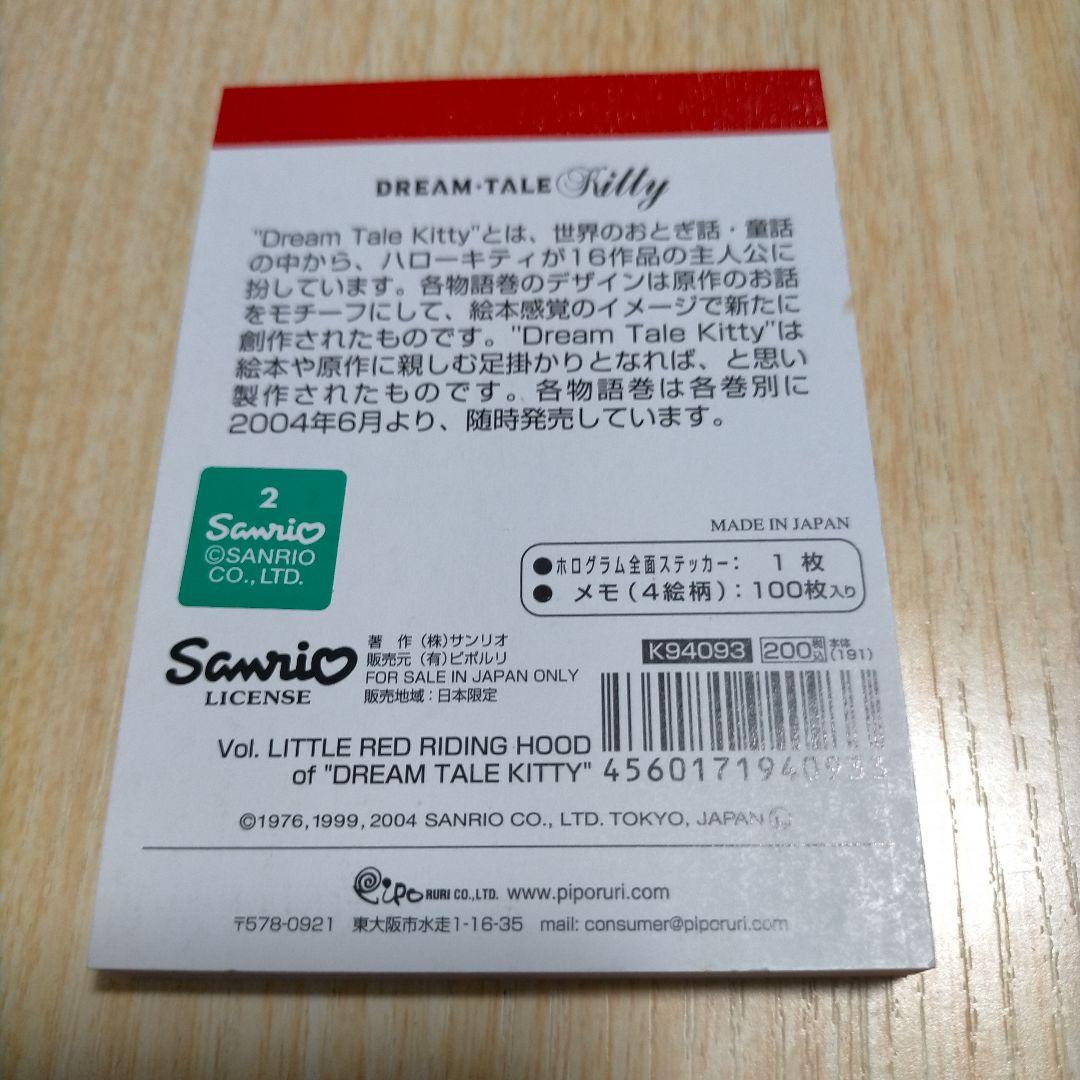 DREAM・TALE Kitty
"Dream Tale Kitty"とは、世界のおとぎ話・童話
の中から、ハローキティが16作品の主人公に
扮しています。各物語巻のデザインは原作のお話
をモチーフにして、絵本感覚のイメージで新たに
創作されたものです。"Dream Tale Kitty"は
絵本や原作に親しむ足掛かりとなれば、と思い
製作されたものです。各物語巻は各巻別に
2004年6月より、随時発売しています。
2
Sanrio
©SANRIO
CO., LTD.
MADE IN JAPAN
●ホログラム全面ステッカー： 1 枚
● メモ(4絵柄)：100枚入り
Sanrio
LICENSE
著 作 (株)サンリオ
販売元 (有)ピポルリ
FOR SALE IN JAPAN ONLY
販売地域：日本限定
K94093 200税込 本体(191)
Vol. LITTLE RED RIDING HOOD
of "DREAM TALE KITTY"
45601719409
©1976,1999,2004 SANRIO CO., LTD. TOKYO, JAPAN
Pipo RURI CO.,LTD. www.piporuri.com
〒578-0921 東大阪市水走1-16-35 mail: consumer@piporuri.com